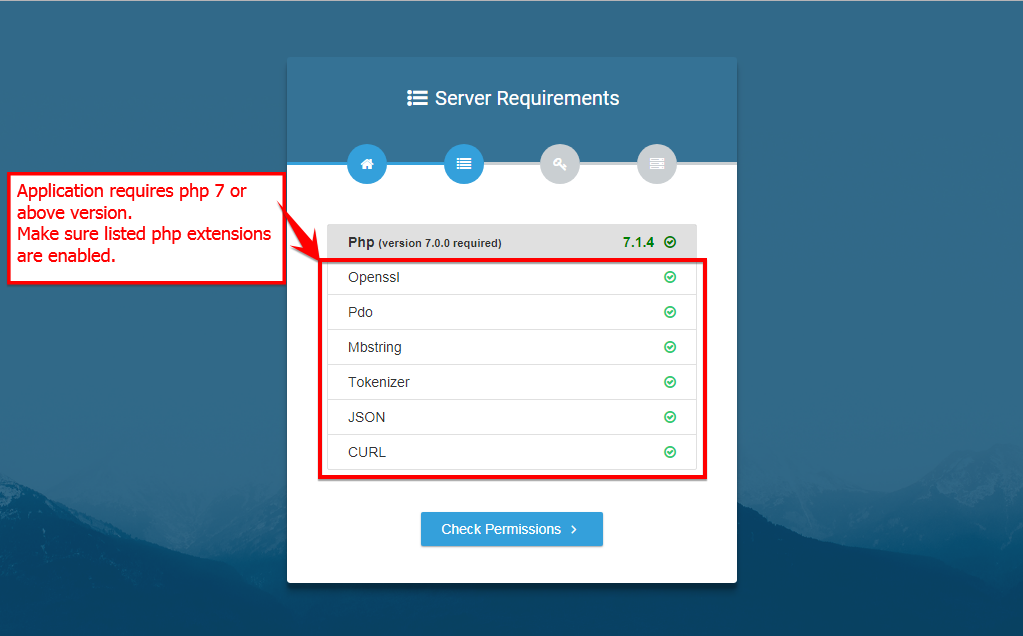 Server Requirements
Application requires php 7 or
above version.
Make sure listed php extensions
are enabled.
Php (version 7.0.0 required) 7.1.4
Openssl
Pdo
Mbstring
Tokenizer
JSON
CURL
Check Permissions